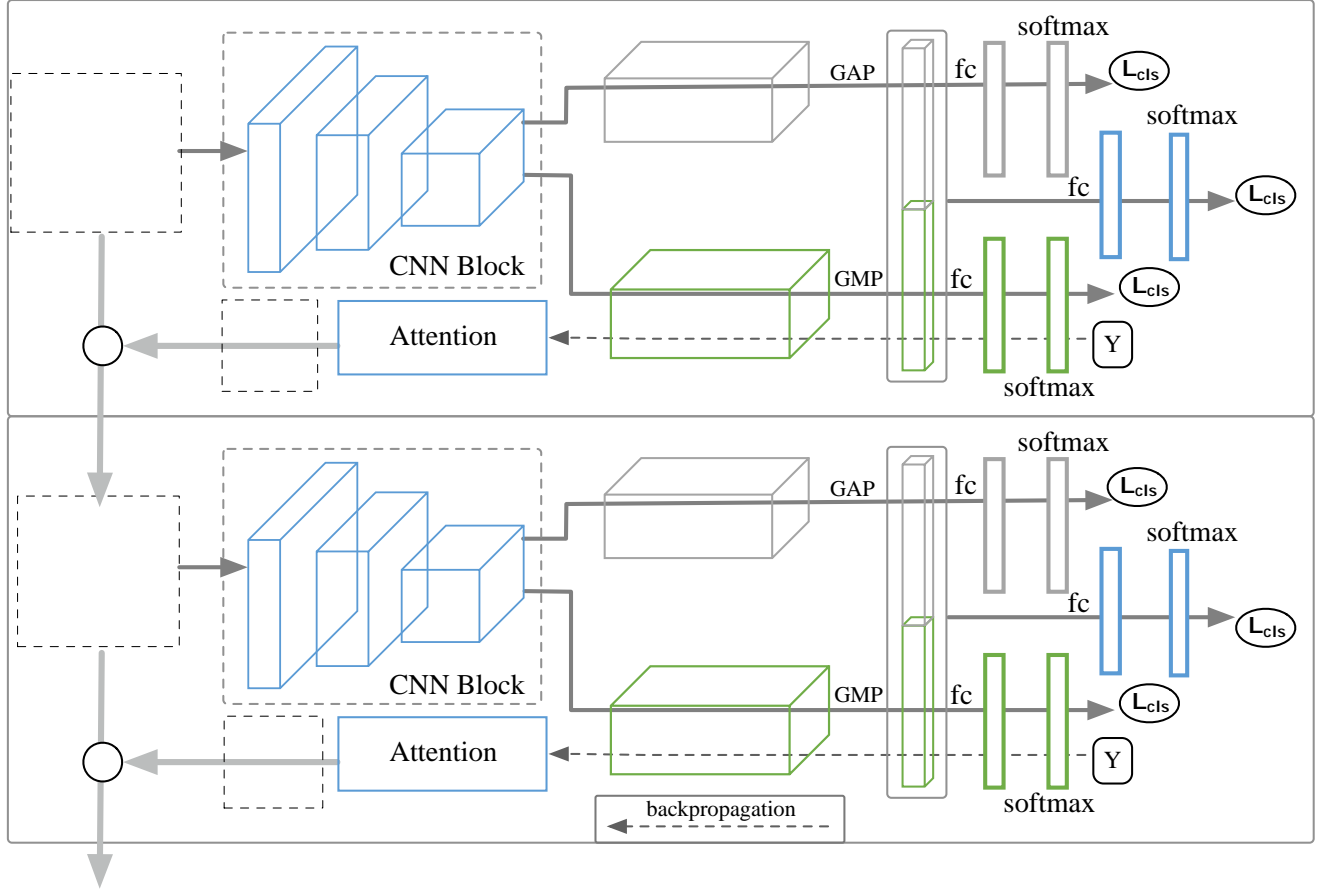 softmax
GAP
fc
Lcls
softmax
fc
Lcls
CNN Block
GMP
fc
Lcls
Attention
Y
softmax
softmax
GAP
fc
Lcls
softmax
fc
Lcls
CNN Block
GMP
fc
Lcls
Attention
Y
softmax
backpropagation